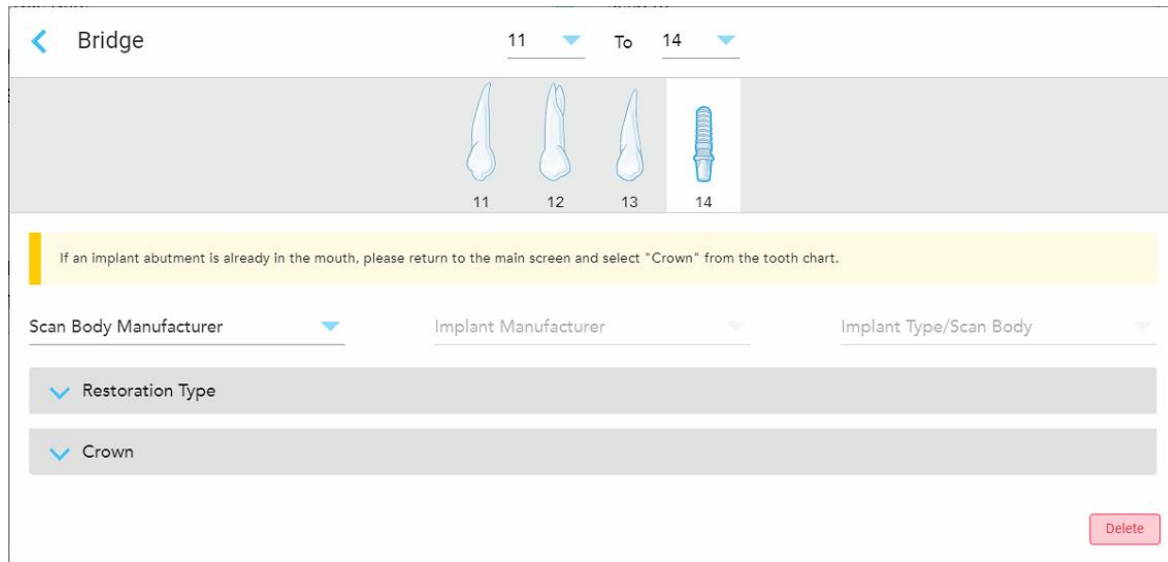 Bridge
11 To 14
11 12 13 14
If an implant abutment is already in the mouth, please return to the main screen and select "Crown" from the tooth chart.
Scan Body Manufacturer Implant Manufacturer Implant Type/Scan Body
Restoration Type
Crown
Delete